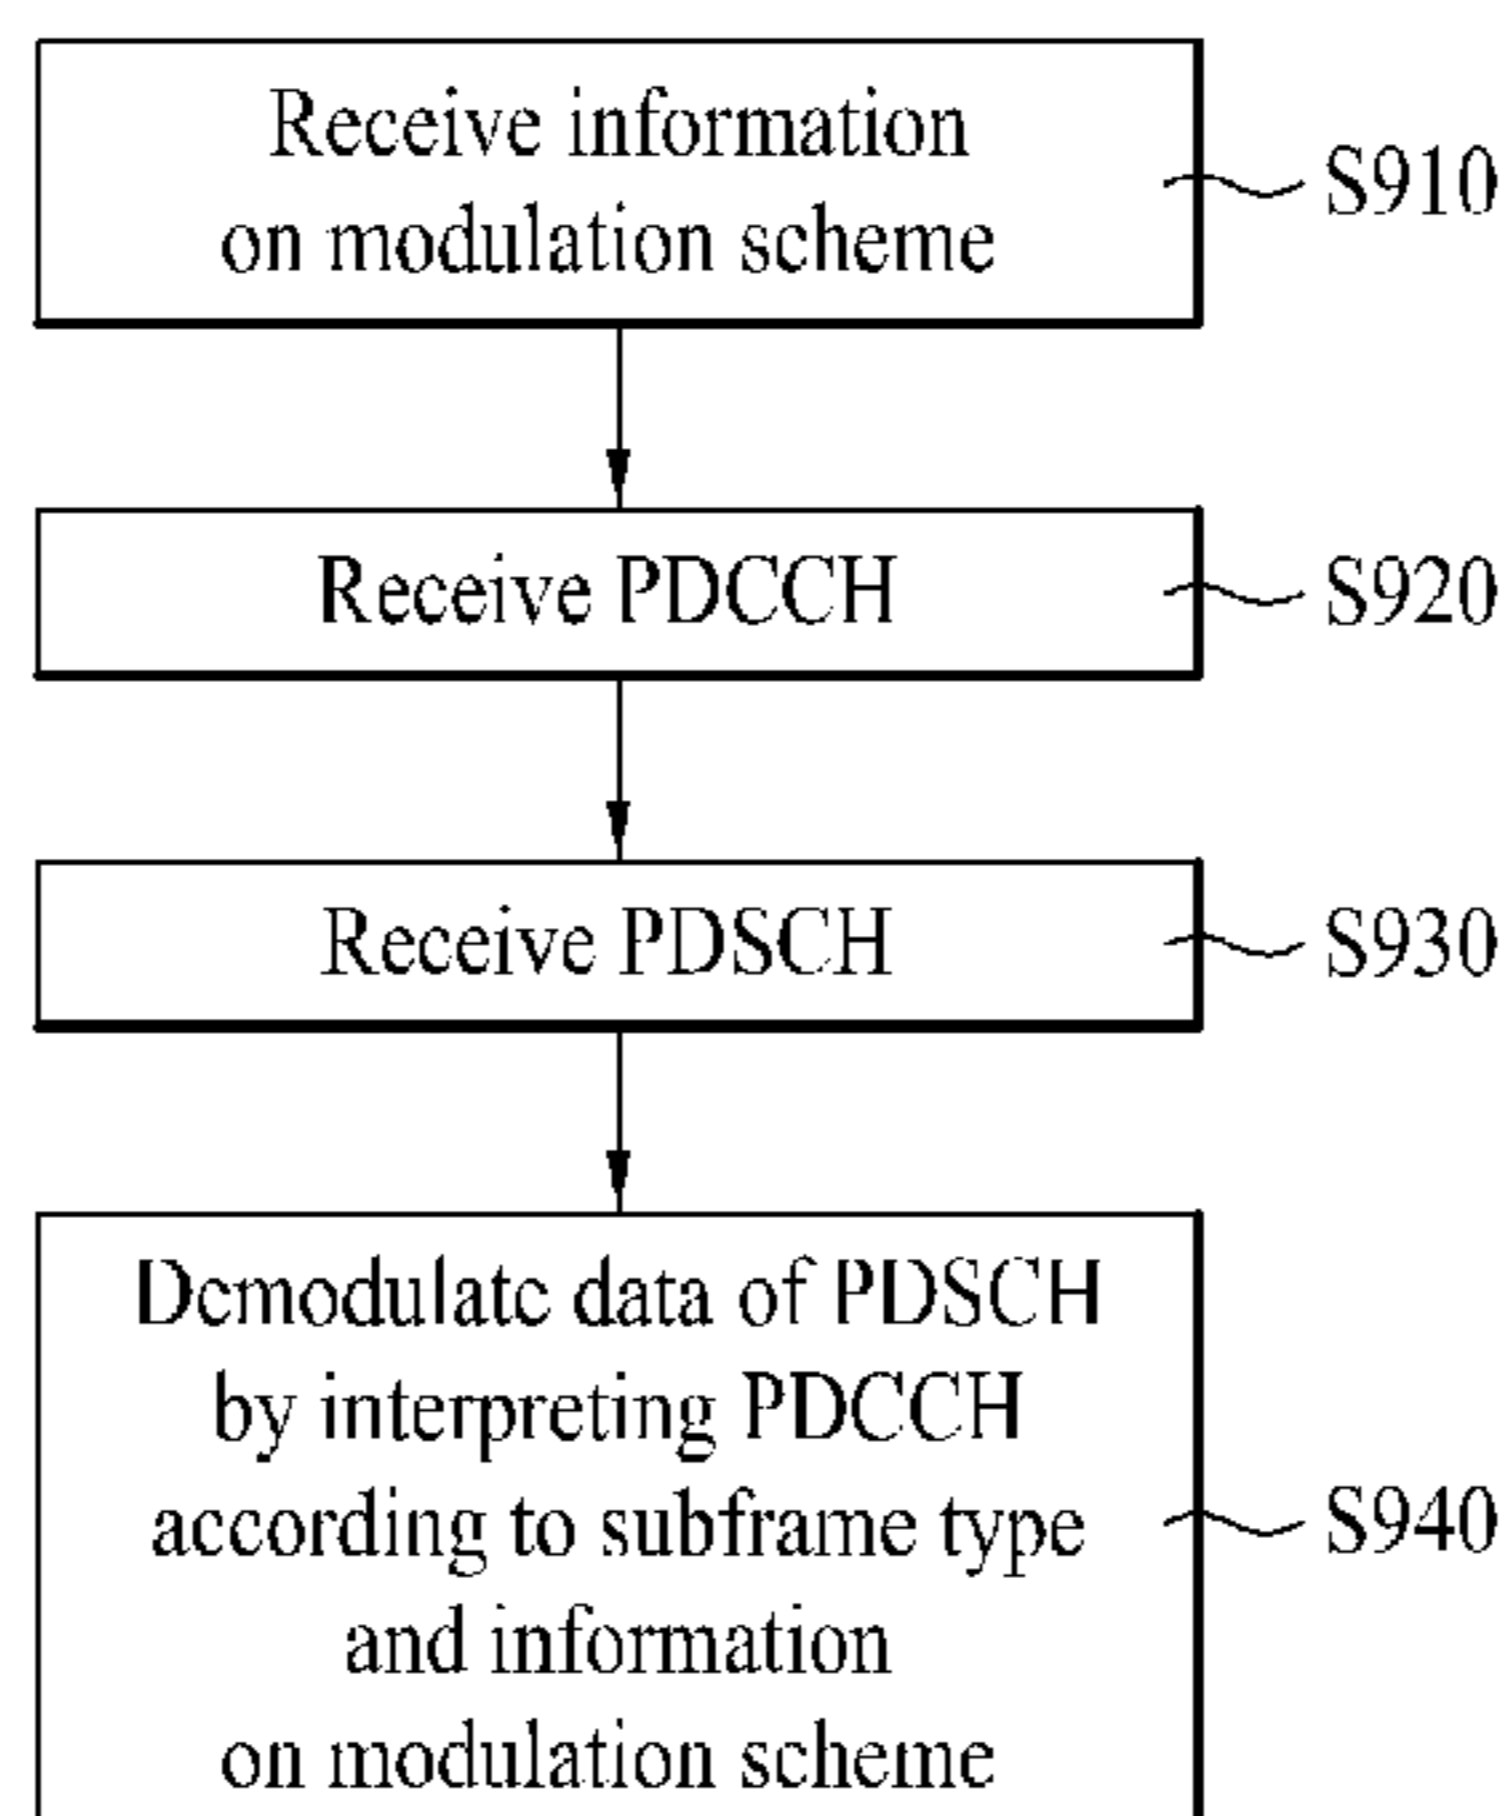 Receive information
on modulation scheme
S910
Receive PDCCH
S920
Receive PDSCH
S930
Demodulate data of PDSCH
by interpreting PDCCH
according to subframe type
S940
and information
on modulation scheme